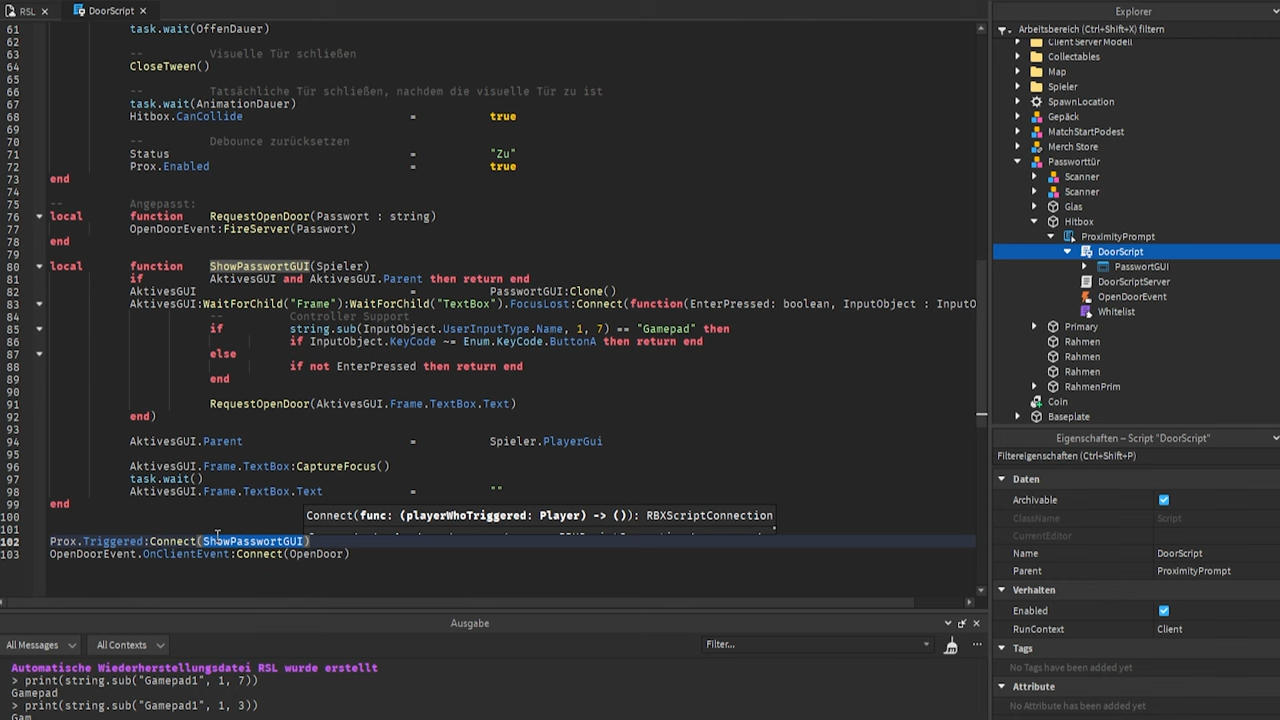 RSL
DoorScript
61 task.wait(OffenDauer)
62
63 -- Visuelle Tür schließen
64 CloseTween()
65
66 -- Tatsächliche Tür schließen, nachdem die visuelle Tür zu ist
67 task.wait(AnimationDauer)
68 Hitbox.CanCollide = true
69
70 -- Debounce zurücksetzen
71 Status = "Zu"
72 Prox.Enabled = true
73 end
74
75 -- Angepasst:
76 local function RequestOpenDoor(Passwort : string)
77 OpenDoorEvent:FireServer(Passwort)
78 end
79
80 local function ShowPasswortGUI(Spieler)
81 if AktivesGUI and AktivesGUI.Parent then return end
82 AktivesGUI = PasswortGUI:Clone()
83 AktivesGUI:WaitForChild("Frame"):WaitForChild("TextBox").FocusLost:Connect(function(EnterPressed: boolean, InputObject : InputO
84 -- Controller Support
85 if string.sub(InputObject.UserInputType.Name, 1, 7) == "Gamepad" then
86 if InputObject.KeyCode ~= Enum.KeyCode.ButtonA then return end
87 else
88 if not EnterPressed then return end
89 end
90
91 RequestOpenDoor(AktivesGUI.Frame.TextBox.Text)
92 end)
93
94 AktivesGUI.Parent = Spieler.PlayerGui
95
96 AktivesGUI.Frame.TextBox:CaptureFocus()
97 task.wait()
98 AktivesGUI.Frame.TextBox.Text = ""
99 end
100
Connect(func: (playerWhoTriggered: Player) -> ()): RBXScriptConnection
101
102 Prox.Triggered:Connect(ShowPasswortGUI)
103 OpenDoorEvent.OnClientEvent:Connect(OpenDoor)
Ausgabe
All Messages
All Contexts
Filter...
Automatische Wiederherstellungsdatei RSL wurde erstellt
> print(string.sub("Gamepad1", 1, 7))
Gamepad
> print(string.sub("Gamepad1", 1, 3))
Gam
Explorer
Arbeitsbereich (Ctrl+Shift+X) filtern
Client Server Modell
Collectables
Map
Spieler
SpawnLocation
Gepäck
MatchStartPodest
Merch Store
Passworttür
Scanner
Scanner
Glas
Hitbox
ProximityPrompt
DoorScript
PasswortGUI
DoorScriptServer
OpenDoorEvent
Whitelist
Primary
Rahmen
Rahmen
Rahmen
RahmenPrim
Coin
Baseplate
Eigenschaften – Script "DoorScript"
Filtereigenschaften (Ctrl+Shift+P)
Daten
Archivable
ClassName Script
CurrentEditor
Name DoorScript
Parent ProximityPrompt
Verhalten
Enabled
RunContext Client
Tags
No Tags have been added yet
Attribute
No Attribute has been added yet